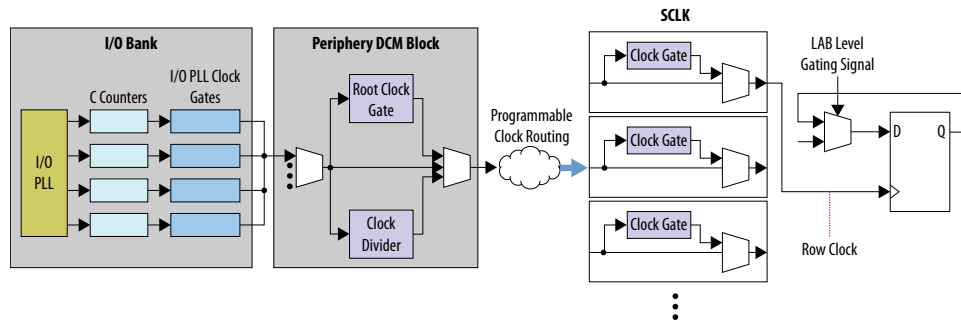 I/O Bank
C Counters
I/O PLL Clock
Gates
I/O
PLL
Periphery DCM Block
Root Clock
Gate
Clock
Divider
Programmable
Clock Routing
SCLK
Clock Gate
Clock Gate
Clock Gate
LAB Level
Gating Signal
D
Q
Row Clock